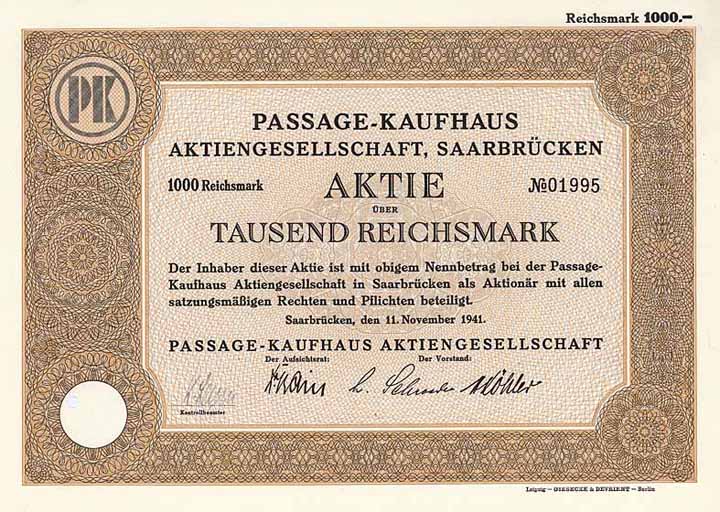 Reichsmark 1000.–
PK
PASSAGE-KAUFHAUS
AKTIENGESELLSCHAFT, SAARBRÜCKEN
1000 Reichsmark AKTIE №01995
ÜBER
TAUSEND REICHSMARK
Der Inhaber dieser Aktie ist mit obigem Nennbetrag bei der Passage-
Kaufhaus Aktiengesellschaft in Saarbrücken als Aktionär mit allen
satzungsmäßigen Rechten und Pflichten beteiligt.
Saarbrücken, den 11. November 1941.
PASSAGE-KAUFHAUS AKTIENGESELLSCHAFT
Der Aufsichtsrat: Der Vorstand:
Köhler
Kontrollbeamter
Leipzig — GIESECKE & DEVRIENT — Berlin